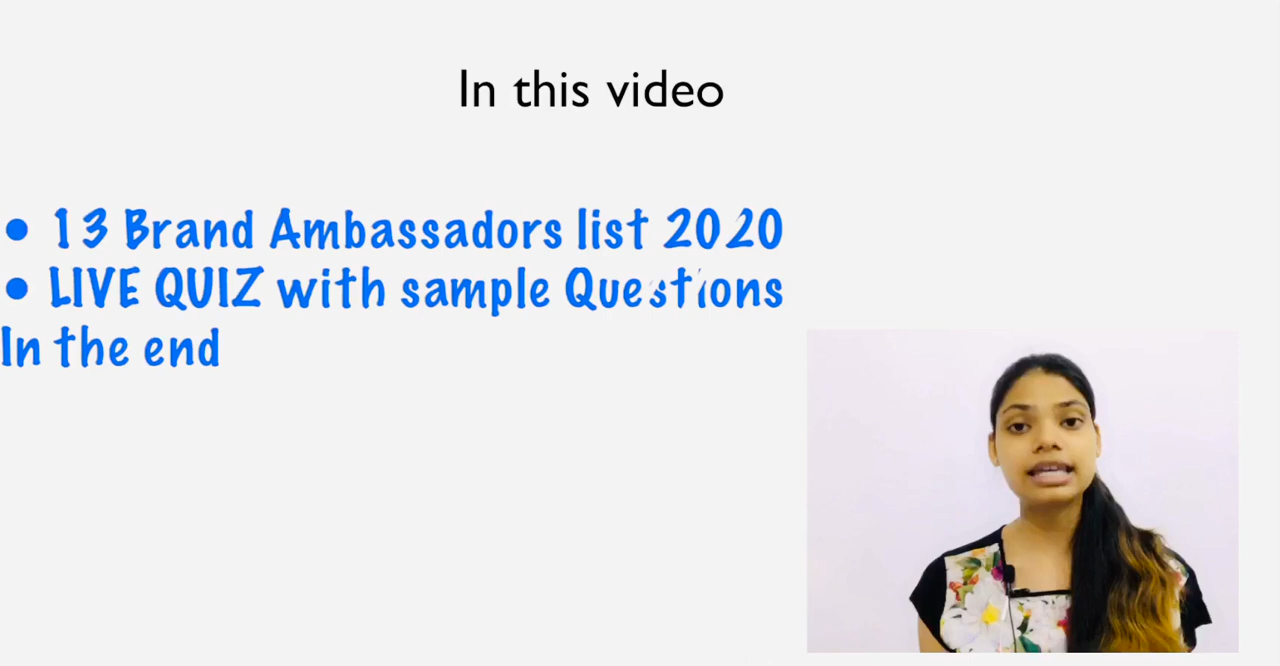 In this video
• 13 Brand Ambassadors list 2020
• LIVE QUIZ with sample Questions
In the end